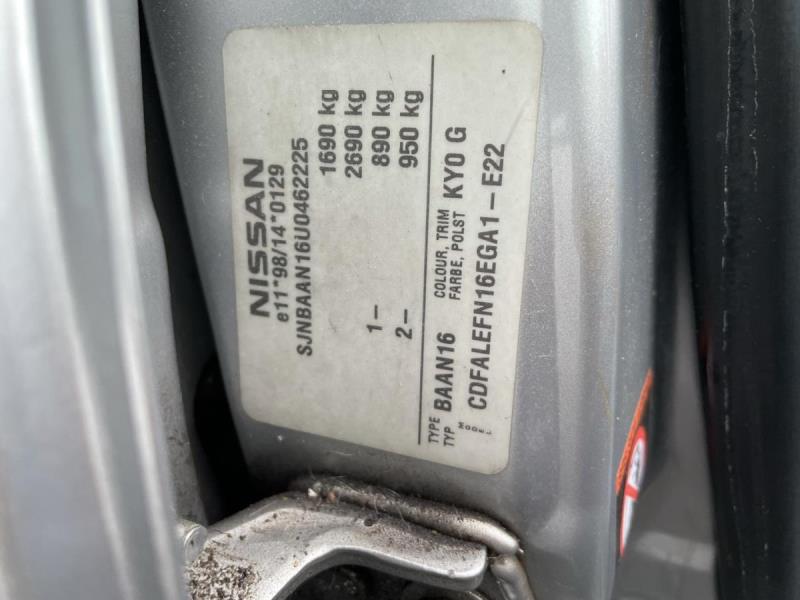 NISSAN
e11*98/14*0129
SJNBAAN16U0462225
1690 kg
2690 kg
1- 890 kg
2- 950 kg
TYPE TYP BAAN16 COLOUR, TRIM FARBE, POLST KY0 G
MODEL CDFALEFN16EGA1-E22